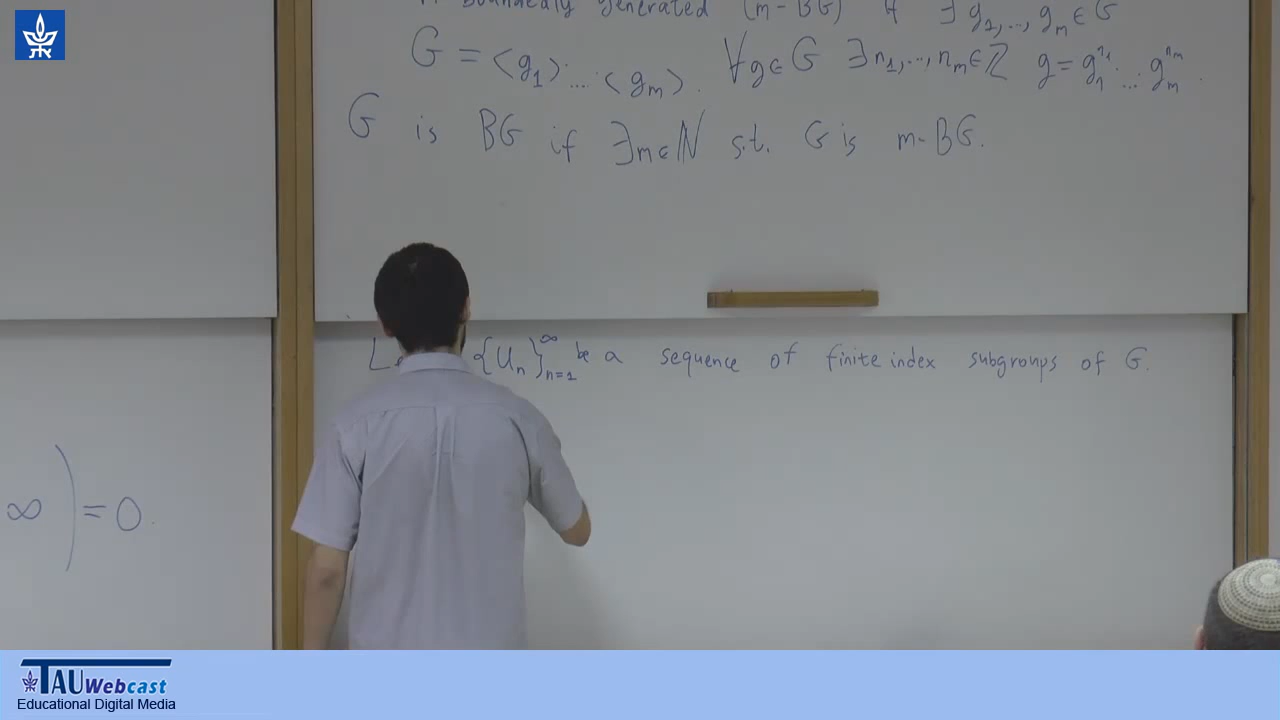 boundedly generated (m-BG) if ∃ g₁,..,gₘ ∈ G
G = <g₁>....<gₘ>. ∀g∈G ∃n₁,..,nₘ∈ℤ g = g₁^{n₁}...gₘ^{nₘ}.
G is BG if ∃m∈ℕ s.t. G is m-BG.
{Uₙ}_{n=1}^∞ be a sequence of finite index subgroups of G.
∞ ) = 0.
TAU Webcast
Educational Digital Media